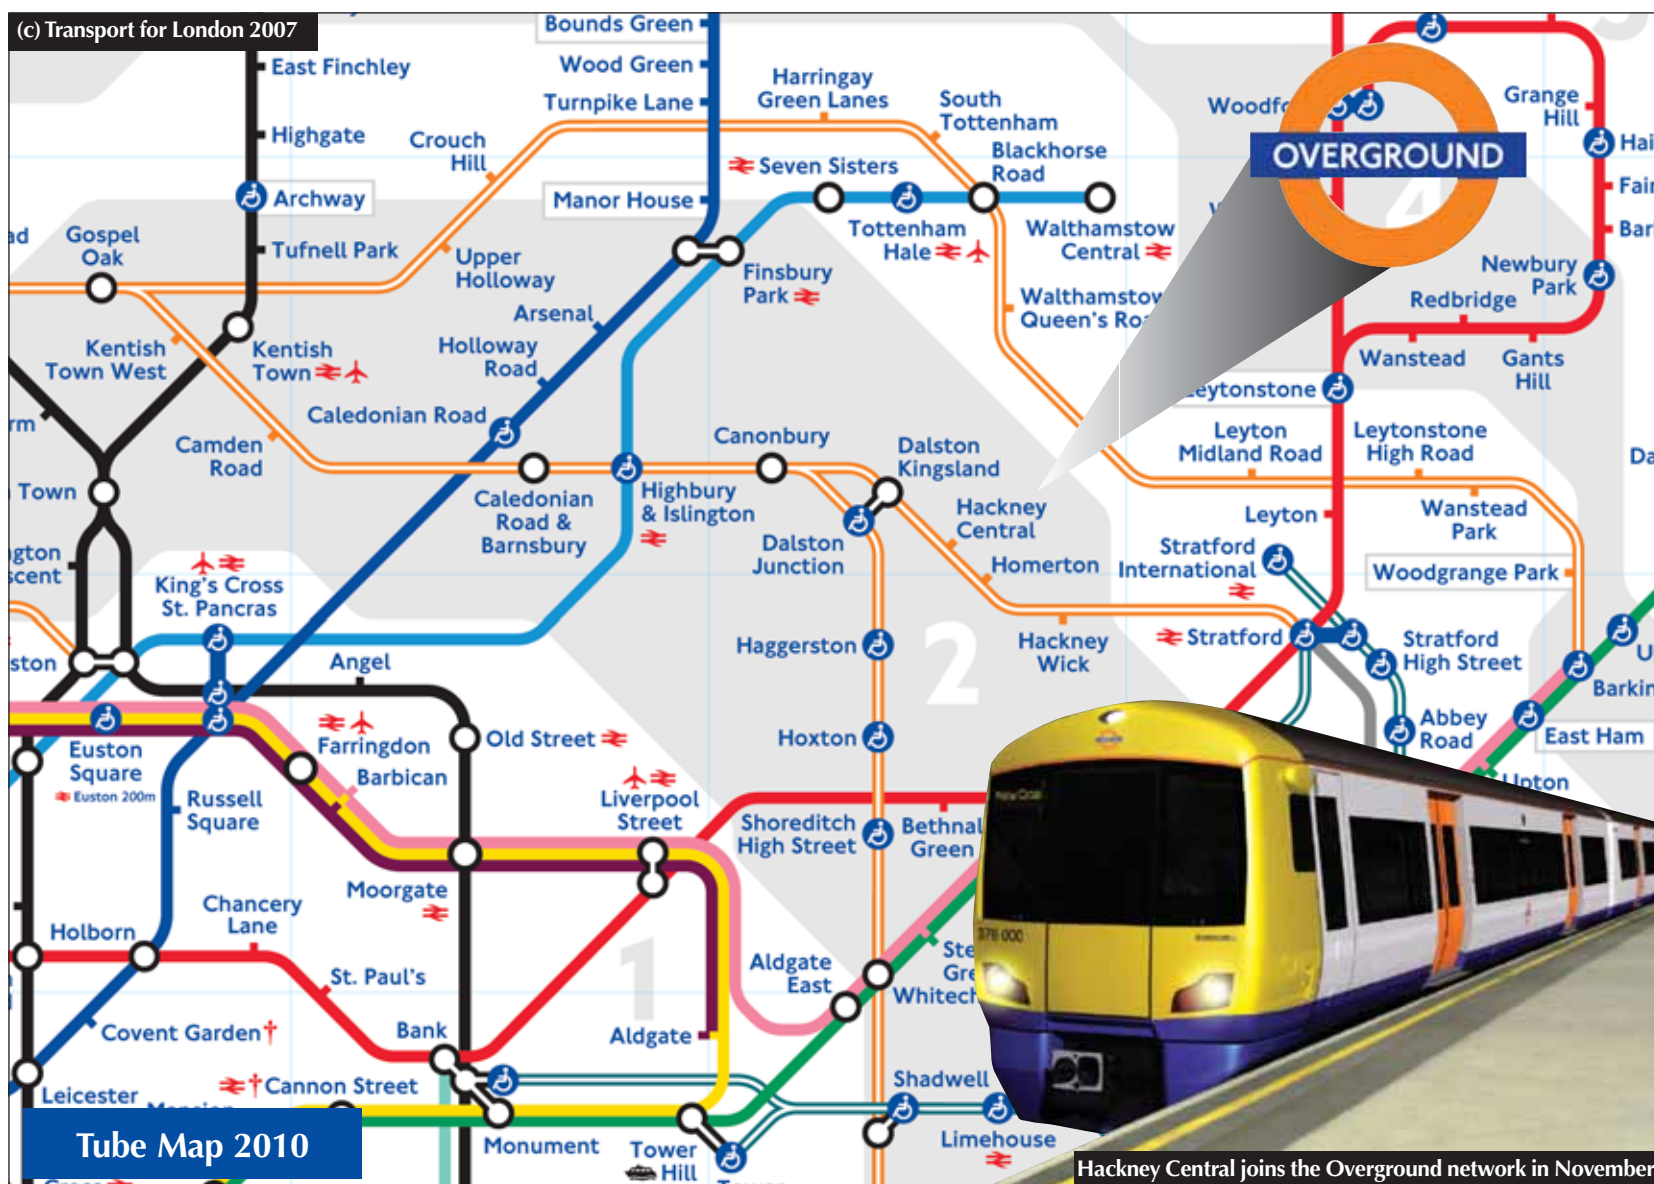 (c) Transport for London 2007
Bounds Green
East Finchley
Wood Green
Harringay
Green Lanes
Turnpike Lane
South
Tottenham
Highgate
Crouch
Hill
Grange
Hill
OVERGROUND
Blackhorse
Road
Seven Sisters
Archway
Manor House
4
Gospel
Oak
Tufnell Park
Upper
Holloway
Tottenham
Hale
Walthamstow
Central
Finsbury
Park
Newbury
Park
Redbridge
Arsenal
Kentish
Town West
Kentish
Town
Holloway
Road
Wanstead
Gants
Hill
Caledonian Road
Camden
Road
Canonbury
Dalston
Kingsland
Leyton
Midland Road
Leytonstone
High Road
Town
Caledonian
Road &
Barnsbury
Highbury
& Islington
Hackney
Central
Leyton
Wanstead
Park
Dalston
Junction
Homerton
Stratford
International
Woodgrange Park
King's Cross
St. Pancras
Angel
Haggerston
2
Hackney
Wick
Stratford
Stratford
High Street
Euston
Square
Euston 200m
Farringdon
Barbican
Old Street
Hoxton
Abbey
Road
East Ham
Upton
Russell
Square
Liverpool
Street
Shoreditch
High Street
Bethnal
Green
Moorgate
Holborn
Chancery
Lane
St. Paul's
1
Aldgate
East
378 000
Covent Garden†
Bank
Aldgate
†Cannon Street
Shadwell
Leicester
Tube Map 2010
Monument
Tower
Hill
Limehouse
Hackney Central joins the Overground network in November